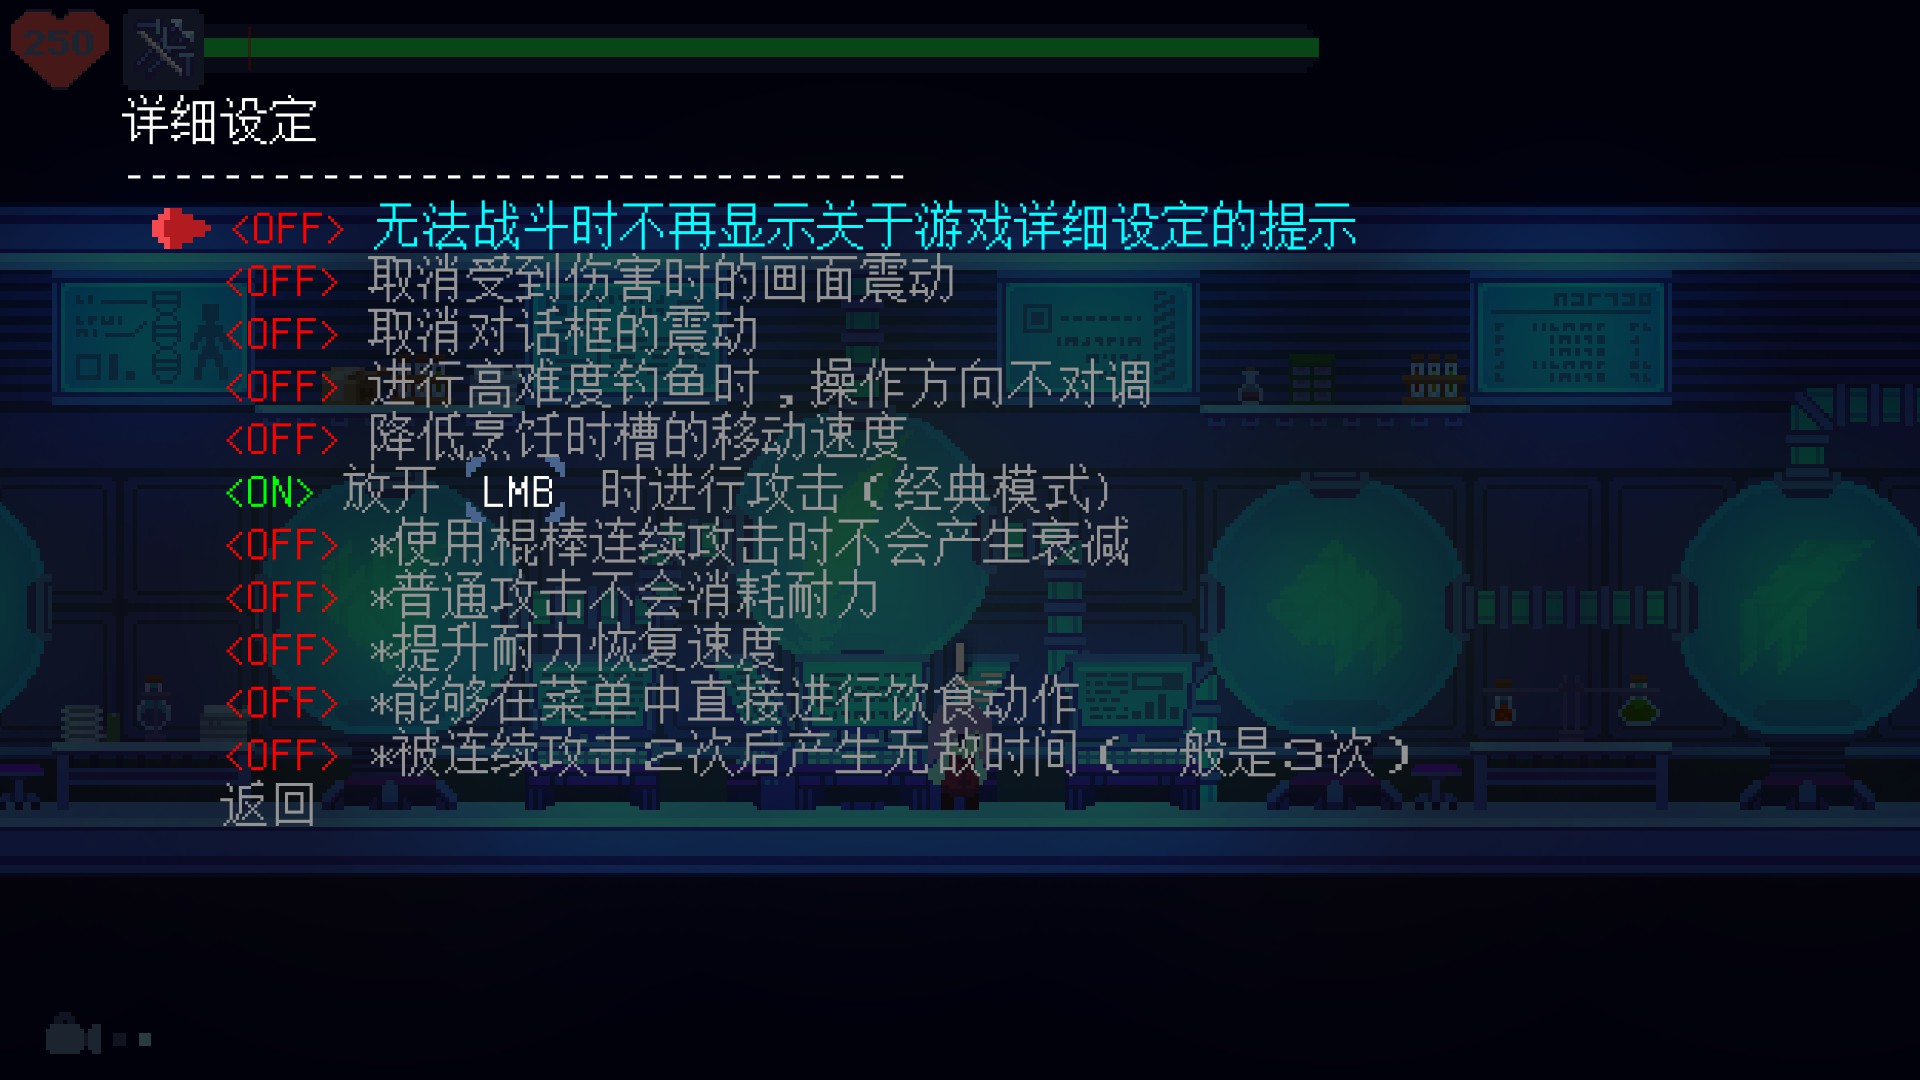 250
详细设定
--------------------------------
<OFF> 无法战斗时不再显示关于游戏详细设定的提示
<OFF> 取消受到伤害时的画面震动
<OFF> 取消对话框的震动
<OFF> 进行高难度钓鱼时，操作方向不对调
<OFF> 降低烹饪时槽的移动速度
<ON> 放开 LMB 时进行攻击(经典模式)
<OFF> *使用棍棒连续攻击时不会产生衰减
<OFF> *普通攻击不会消耗耐力
<OFF> *提升耐力恢复速度
<OFF> *能够在菜单中直接进行饮食动作
<OFF> *被连续攻击2次后产生无敌时间(一般是3次)
返回